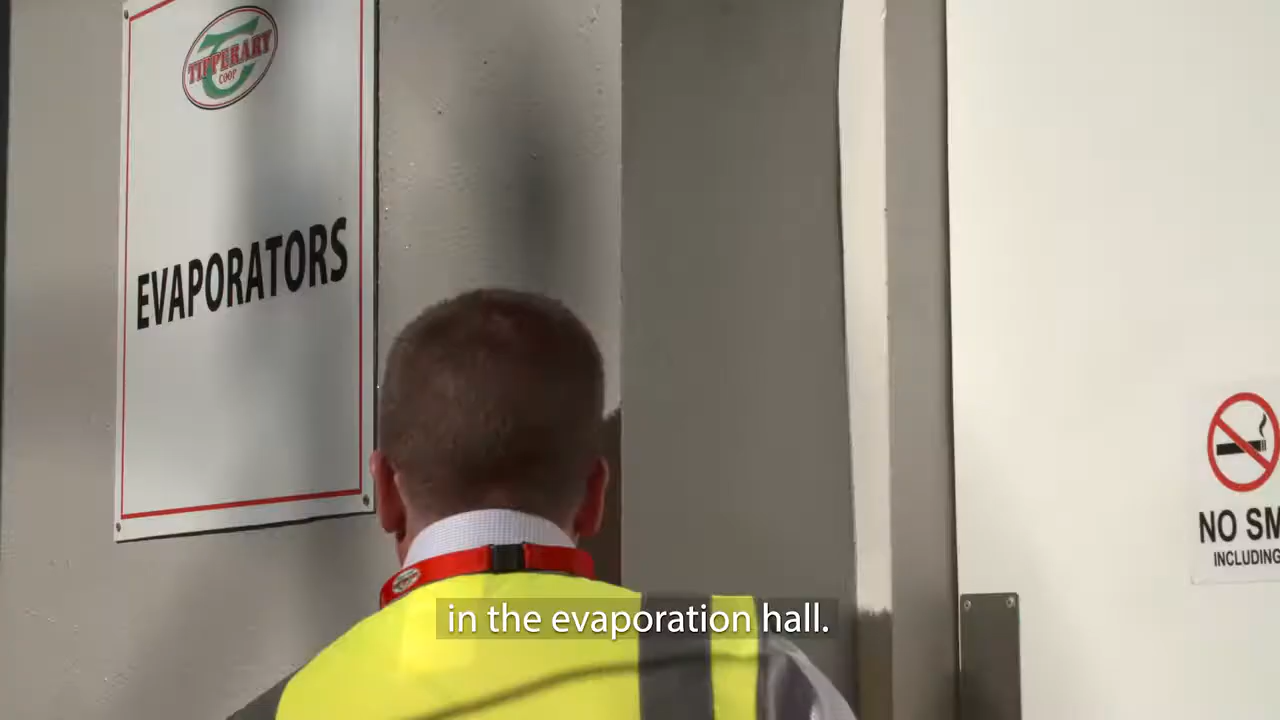 TIPPERARY
COOP
EVAPORATORS
NO SM
INCLUDING
in the evaporation hall.